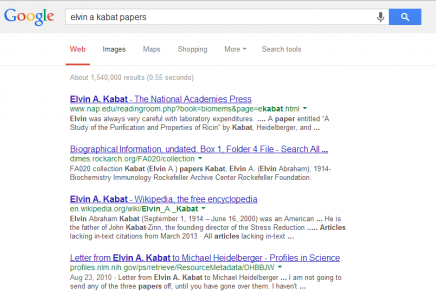 Google
elvin a kabat papers
Web Images Maps Shopping More Search tools
About 1,540,000 results (0.55 seconds)
Elvin A. Kabat - The National Academies Press
www.nap.edu/readingroom.php?book=biomems&page=ekabat.html
Elvin was always very careful with laboratory expenditures. .... A paper entitled "A
Study of the Purification and Properties of Ricin" by Kabat, Heidelberger, and ...
Biographical Information, undated, Box 1, Folder 4 File - Search All ...
dimes.rockarch.org/FA020/collection
FA020 collection Kabat (Elvin A.) papers Kabat, Elvin A. (Elvin Abraham), 1914-
Biochemistry Immunology Rockefeller Archive Center Rockefeller Foundation.
Elvin A. Kabat - Wikipedia, the free encyclopedia
en.wikipedia.org/wiki/Elvin_A._Kabat
Elvin Abraham Kabat (September 1, 1914 – June 16, 2000) was an American ... He is
the father of John Kabat-Zinn, the founding director of the Stress Reduction ..... Articles
lacking in-text citations from March 2013 · All articles lacking in-text ...
Letter from Elvin A. Kabat to Michael Heidelberger - Profiles in Science
profiles.nlm.nih.gov/ps/retrieve/ResourceMetadata/DHBBJW
Aug 23, 2010 - Letter from Elvin A. Kabat to Michael Heidelberger ... I am not going to
send any of the three papers off, until you have gone over them. I haven't ...